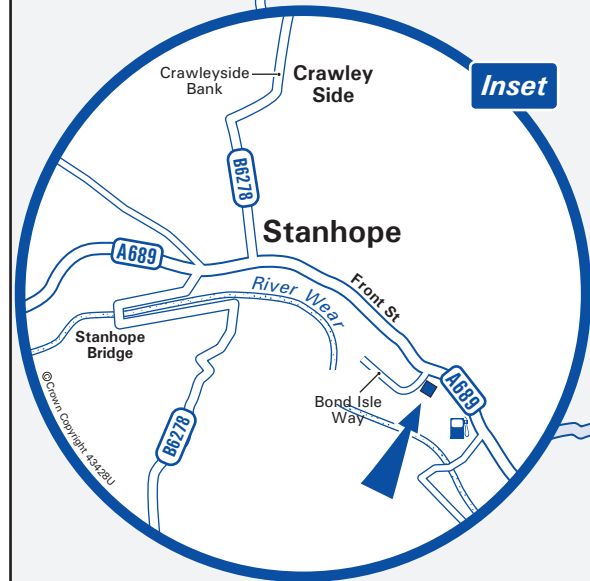 Inset
Crawleyside
Bank
Crawley
Side
B6278
Stanhope
A689
River Wear
Front St
Stanhope
Bridge
Bond Isle
Way
A689
B6278
©Crown Copyright 43428U